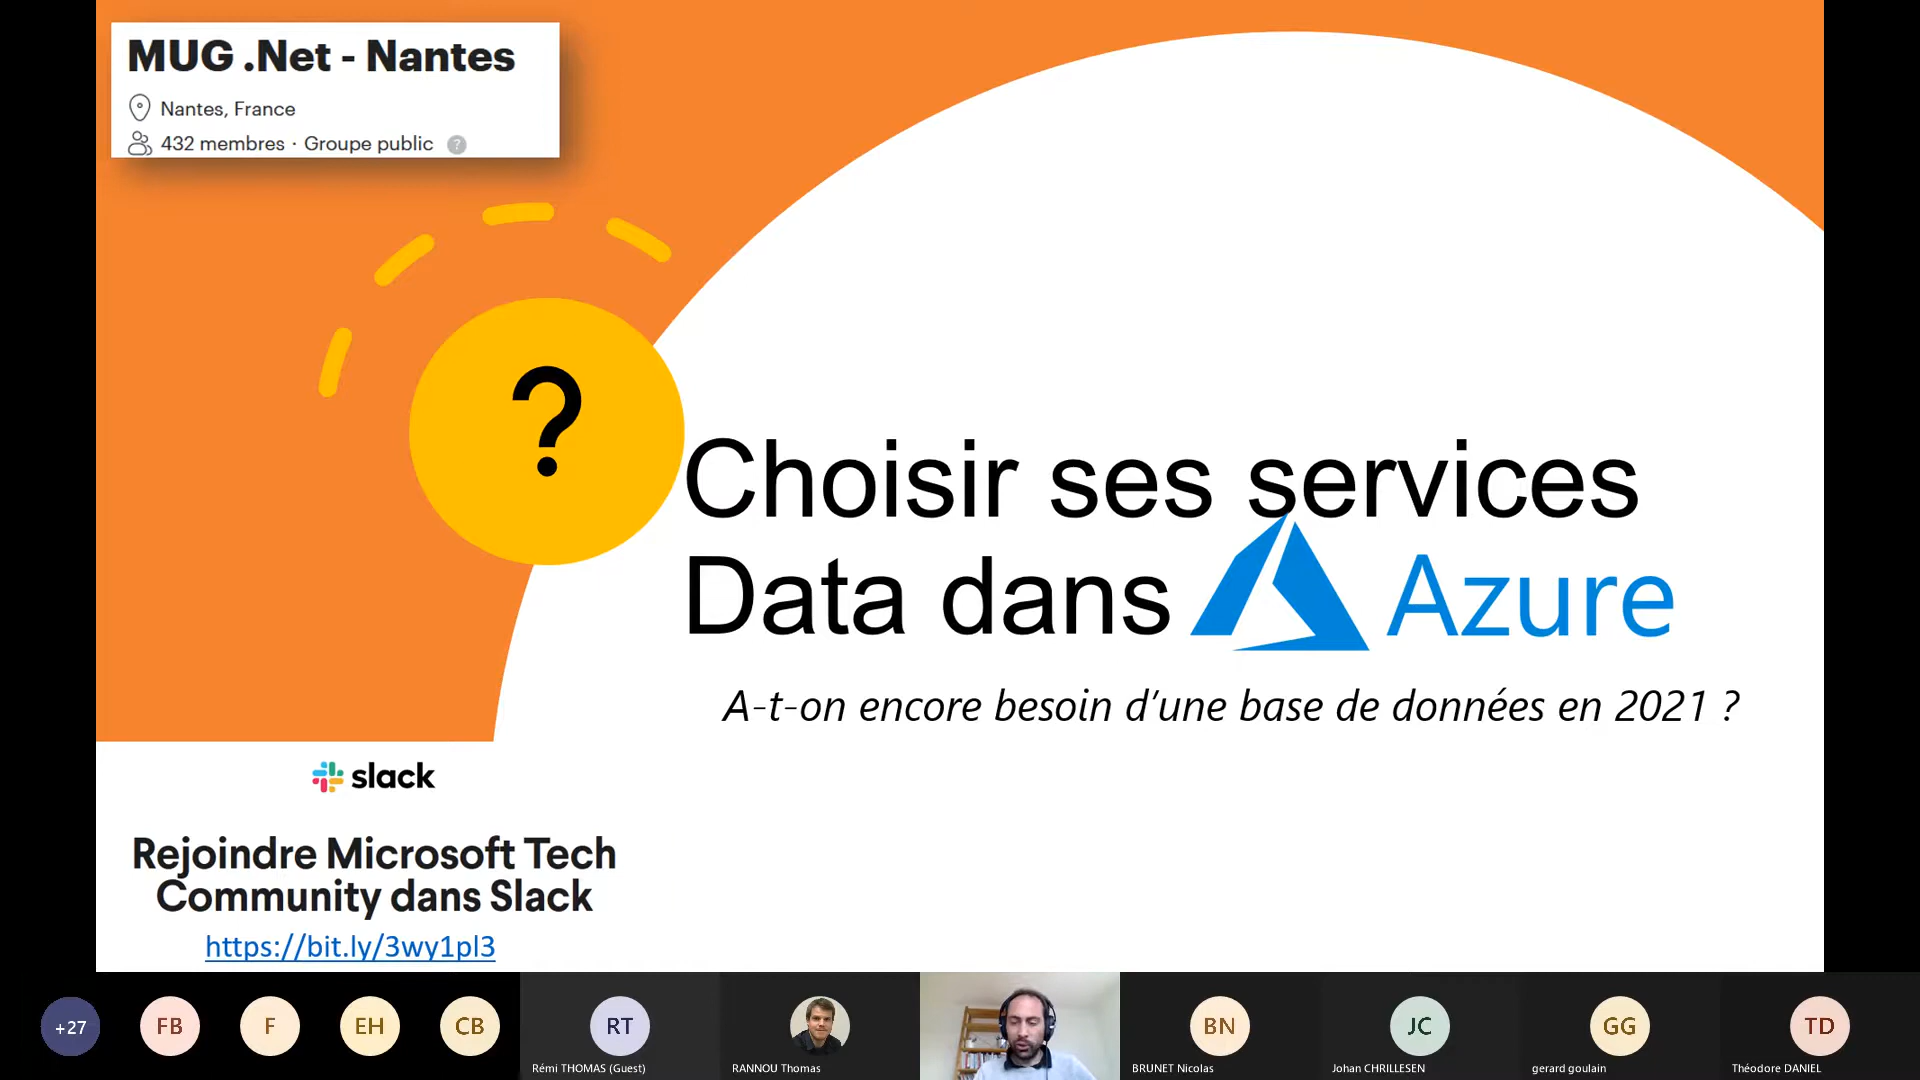 MUG .Net - Nantes
Nantes, France
432 membres · Groupe public ?
?
Choisir ses services
Data dans Azure
A-t-on encore besoin d'une base de données en 2021 ?
slack
Rejoindre Microsoft Tech
Community dans Slack
https://bit.ly/3wy1pl3
+27
FB
F
EH
CB
RT
BN
JC
GG
TD
Rémi THOMAS (Guest)
RANNOU Thomas
BRUNET Nicolas
Johan CHRILLESEN
gerard goulain
Théodore DANIEL